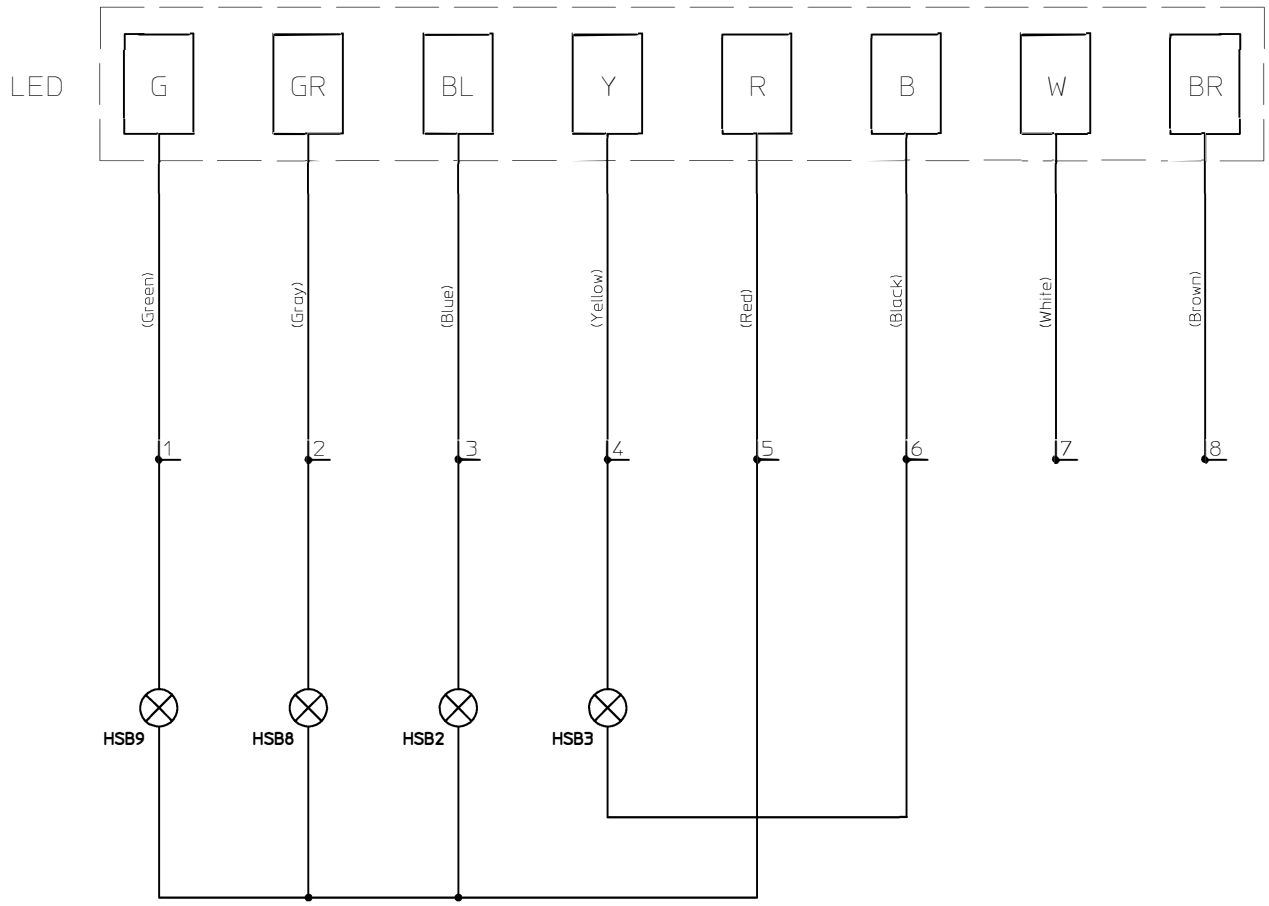 LED G GR BL Y R B W BR
(Green) (Gray) (Blue) (Yellow) (Red) (Black) (White) (Brown)
1 2 3 4 5 6 7 8
HSB9 HSB8 HSB2 HSB3